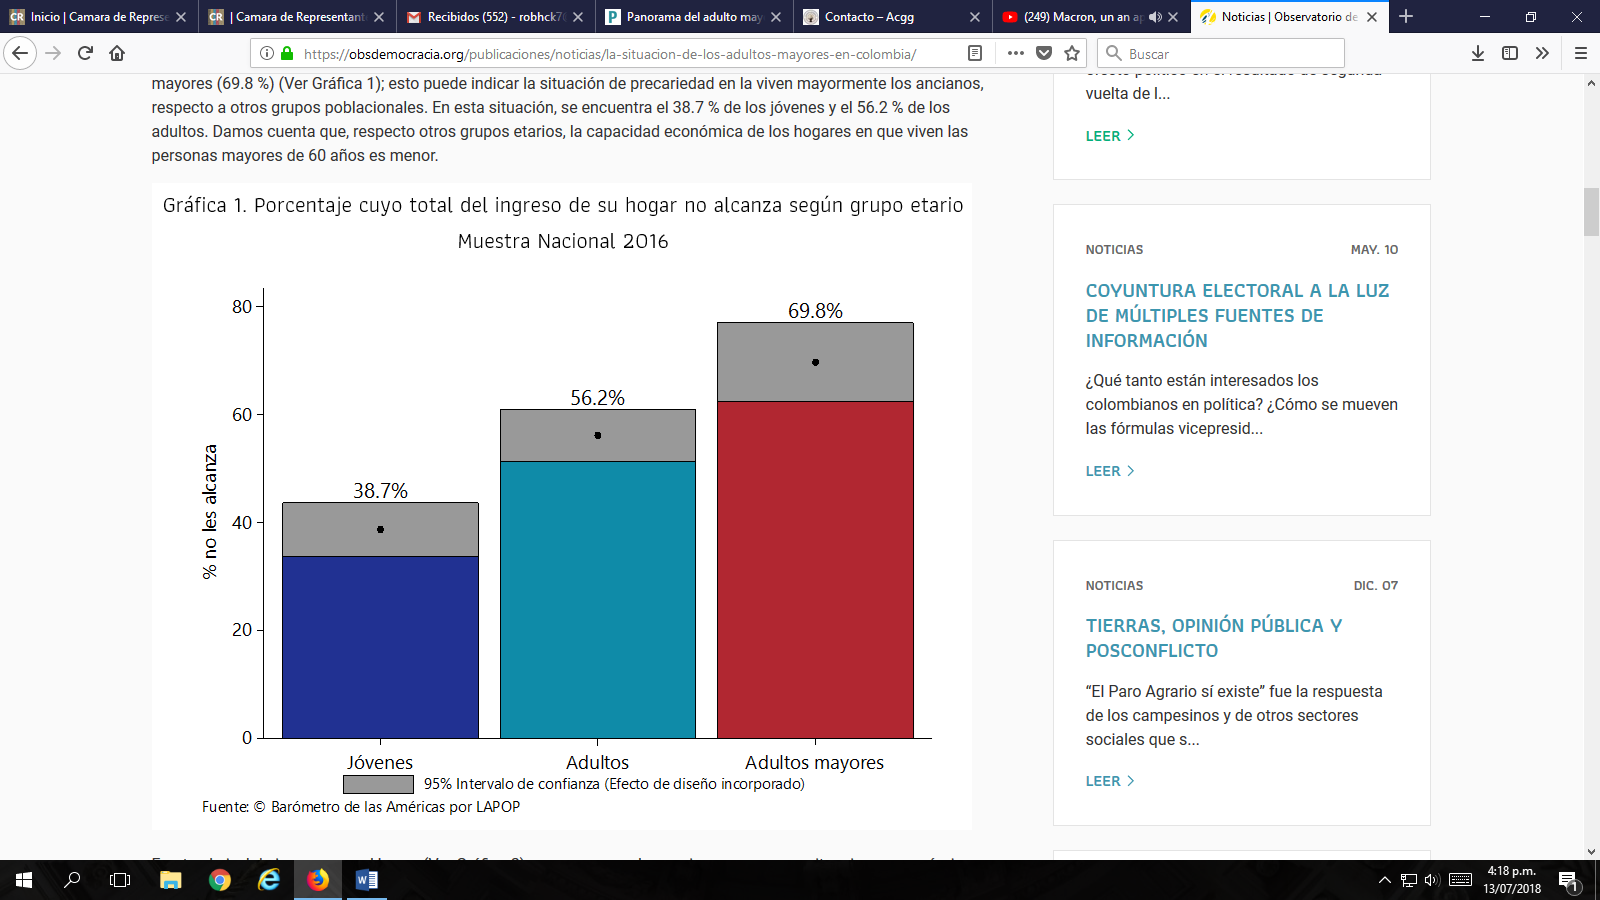 Inicio | Camara de Represe
| Camara de Representant
Recibidos (552) - robhck70
Panorama del adulto may
Contacto – Acgg
(249) Macron, un an ap
Noticias | Observatorio de
https://obsdemocracia.org/publicaciones/noticias/la-situacion-de-los-adultos-mayores-en-colombia/
Buscar
mayores (69.8 %) (Ver Gráfica 1); esto puede indicar la situación de precariedad en la viven mayormente los ancianos,
respecto a otros grupos poblacionales. En esta situación, se encuentra el 38.7 % de los jóvenes y el 56.2 % de los
adultos. Damos cuenta que, respecto otros grupos etarios, la capacidad económica de los hogares en que viven las
personas mayores de 60 años es menor.
Gráfica 1. Porcentaje cuyo total del ingreso de su hogar no alcanza según grupo etario
Muestra Nacional 2016
% no les alcanza
80
60
40
20
0
38.7%
56.2%
69.8%
Jóvenes
Adultos
Adultos mayores
95% Intervalo de confianza (Efecto de diseño incorporado)
Fuente: © Barómetro de las Américas por LAPOP
vuelta de l...
LEER
NOTICIAS
MAY. 10
COYUNTURA ELECTORAL A LA LUZ
DE MÚLTIPLES FUENTES DE
INFORMACIÓN
¿Qué tanto están interesados los
colombianos en política? ¿Cómo se mueven
las fórmulas vicepresid...
LEER
NOTICIAS
DIC. 07
TIERRAS, OPINIÓN PÚBLICA Y
POSCONFLICTO
“El Paro Agrario sí existe” fue la respuesta
de los campesinos y de otros sectores
sociales que s...
LEER
4:18 p.m.
13/07/2018
1